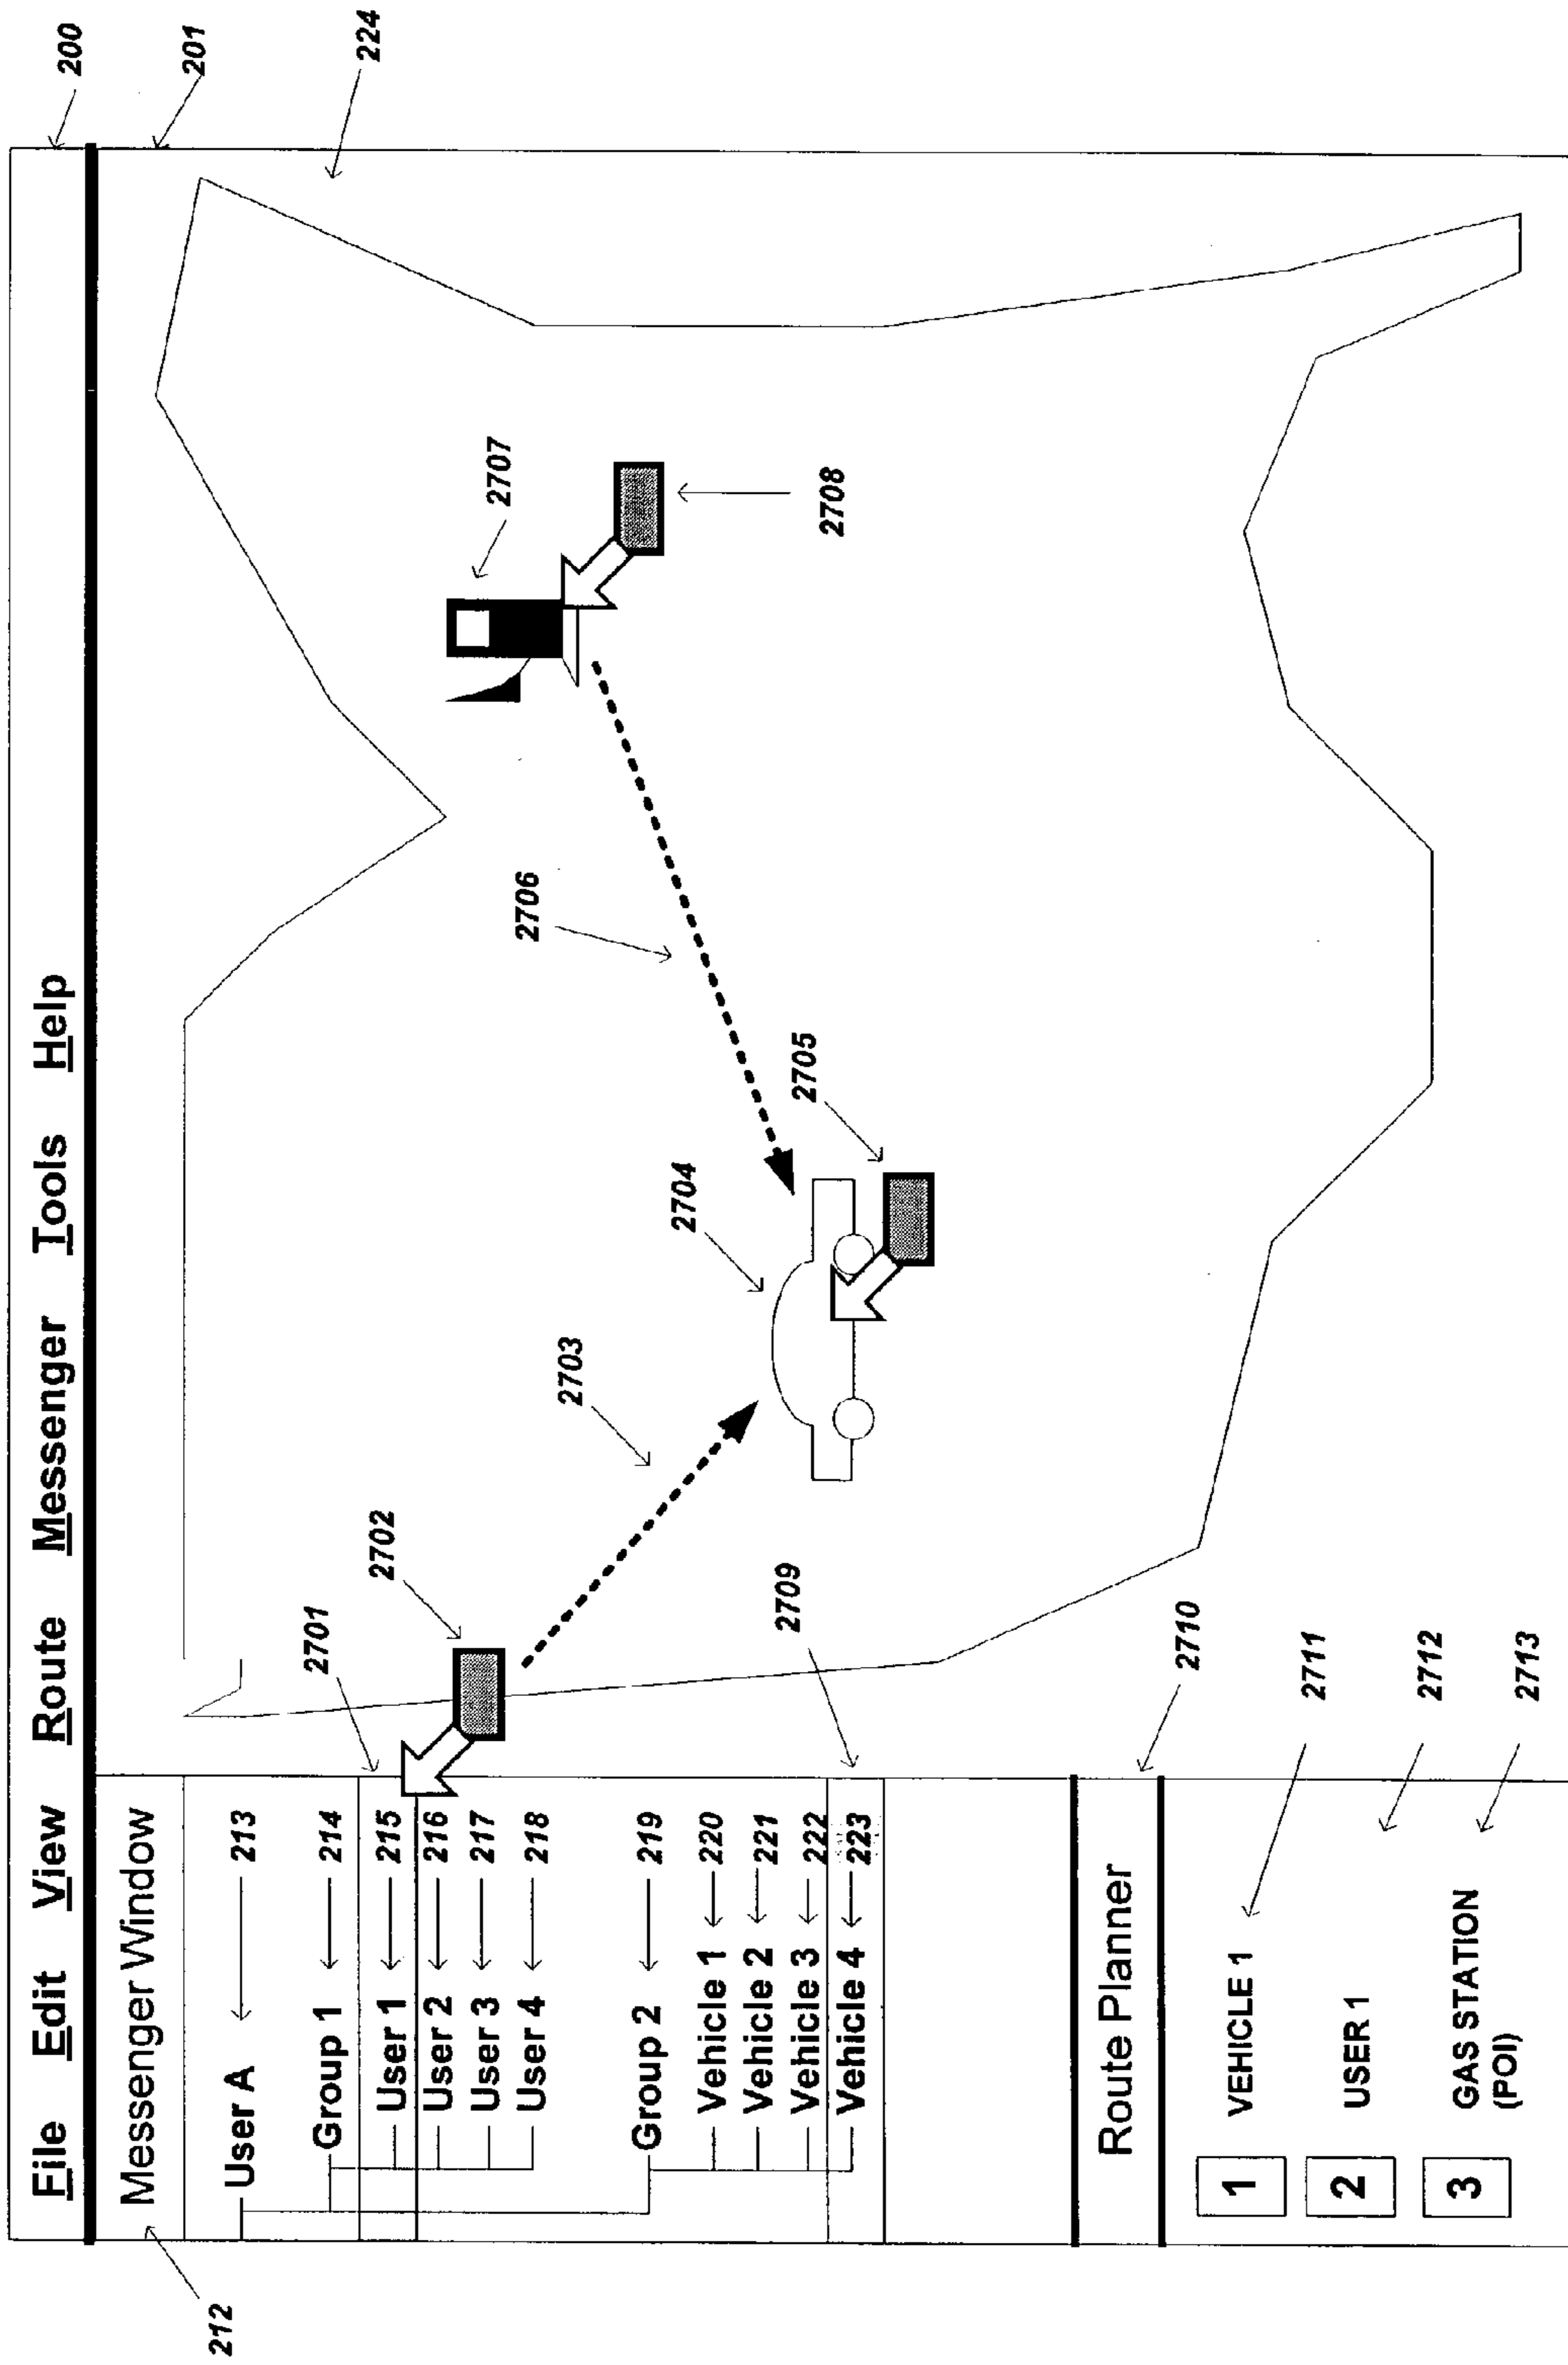 File Edit View Route Messenger Tools Help
200
201
224
212
Messenger Window
User A 213
Group 1 214
User 1 215
User 2 216
User 3 217
User 4 218
Group 2 219
Vehicle 1 220
Vehicle 2 221
Vehicle 3 222
Vehicle 4 223
2701
2702
2703
2704
2705
2706
2707
2708
2709
Route Planner
2710
1 VEHICLE 1 2711
2 USER 1 2712
3 GAS STATION 2713
(POI)